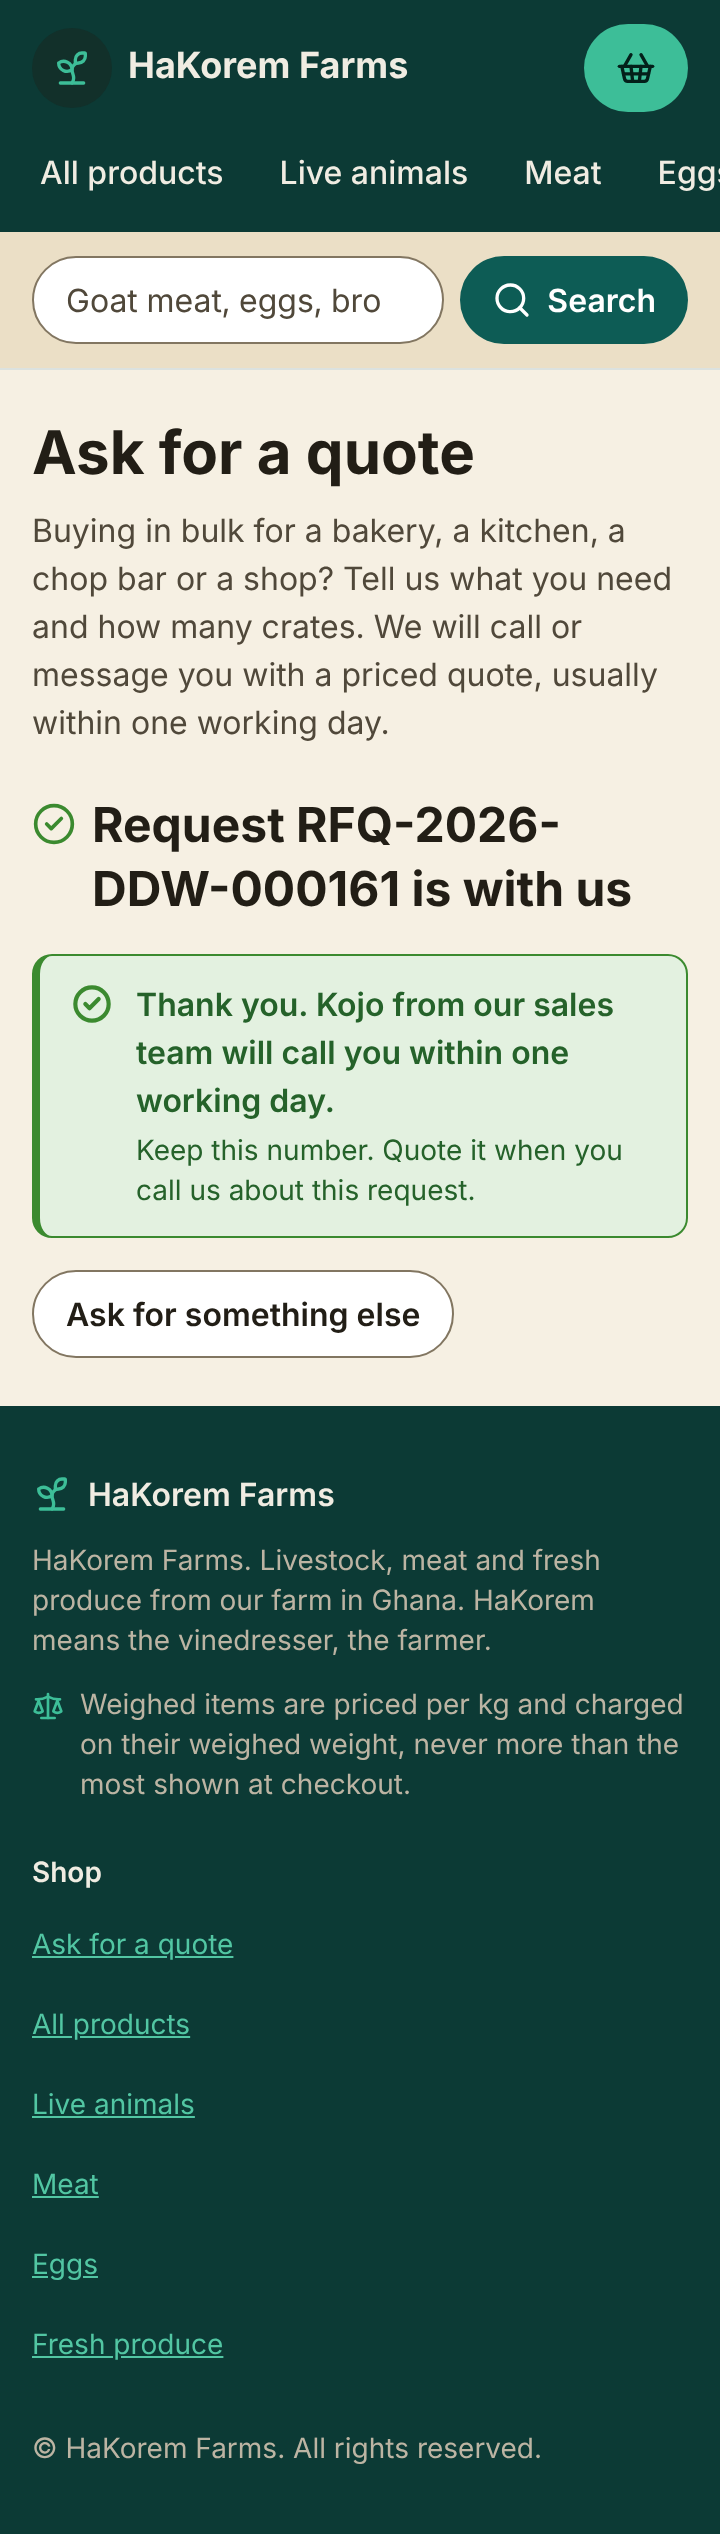 HaKorem Farms
All products Live animals Meat Eggs
Goat meat, eggs, bro
Search
Ask for a quote
Buying in bulk for a bakery, a kitchen, a
chop bar or a shop? Tell us what you need
and how many crates. We will call or
message you with a priced quote, usually
within one working day.
Request RFQ-2026-
DDW-000161 is with us
Thank you. Kojo from our sales
team will call you within one
working day.
Keep this number. Quote it when you
call us about this request.
Ask for something else
HaKorem Farms
HaKorem Farms. Livestock, meat and fresh
produce from our farm in Ghana. HaKorem
means the vinedresser, the farmer.
Weighed items are priced per kg and charged
on their weighed weight, never more than the
most shown at checkout.
Shop
Ask for a quote
All products
Live animals
Meat
Eggs
Fresh produce
© HaKorem Farms. All rights reserved.